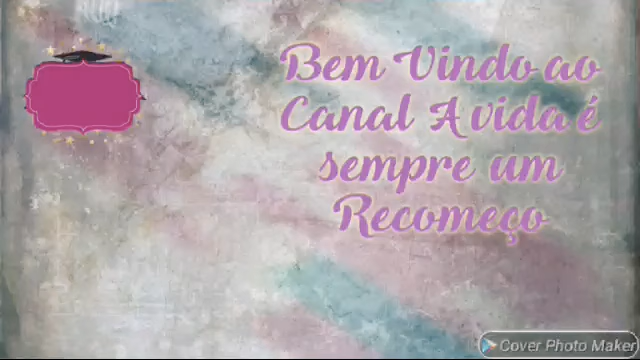 Bem Vindo ao
Canal A vida é
sempre um
Recomeço
Cover Photo Maker